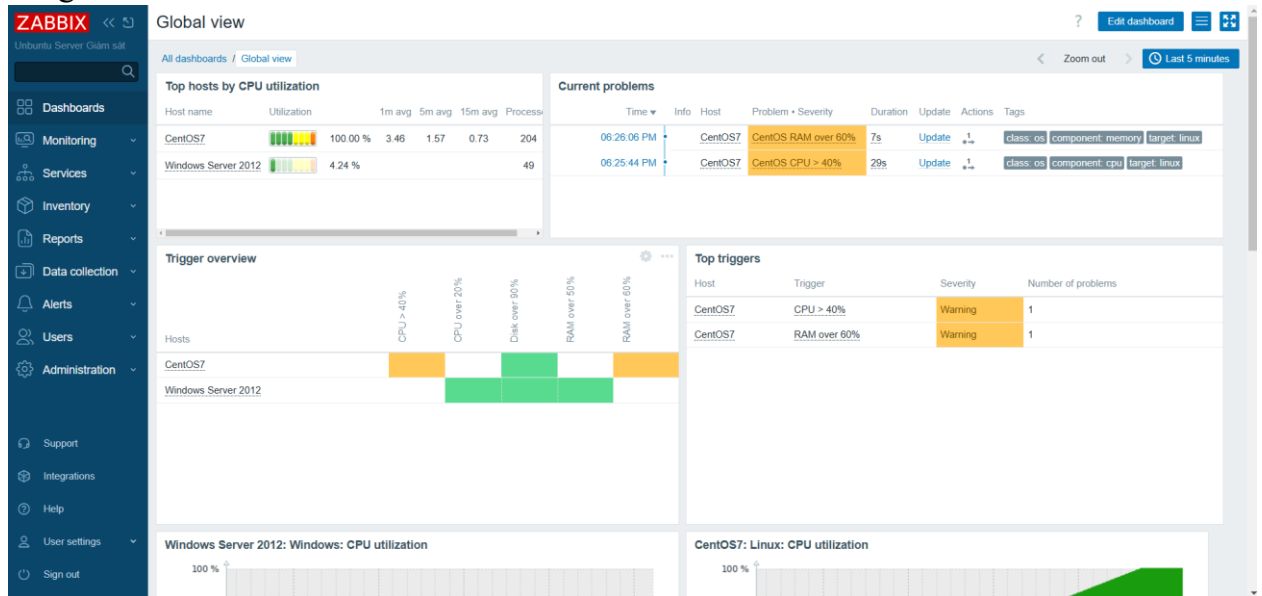 ZABBIX
Unbuntu Server Giám sát
Dashboards
Monitoring
Services
Inventory
Reports
Data collection
Alerts
Users
Administration
Support
Integrations
Help
User settings
Sign out
Global view
? Edit dashboard
All dashboards / Global view
Zoom out Last 5 minutes
Top hosts by CPU utilization
Host name Utilization 1m avg 5m avg 15m avg Process
CentOS7 100.00 % 3.46 1.57 0.73 204
Windows Server 2012 4.24 % 49
Current problems
Time Info Host Problem • Severity Duration Update Actions Tags
06:26:06 PM CentOS7 CentOS RAM over 60% 7s Update 1 class: os component: memory target: linux
06:25:44 PM CentOS7 CentOS CPU > 40% 29s Update 1 class: os component: cpu target: linux
Trigger overview
Hosts CPU > 40% CPU over 20% Disk over 90% RAM over 50% RAM over 60%
CentOS7
Windows Server 2012
Top triggers
Host Trigger Severity Number of problems
CentOS7 CPU > 40% Warning 1
CentOS7 RAM over 60% Warning 1
Windows Server 2012: Windows: CPU utilization
100 %
CentOS7: Linux: CPU utilization
100 %